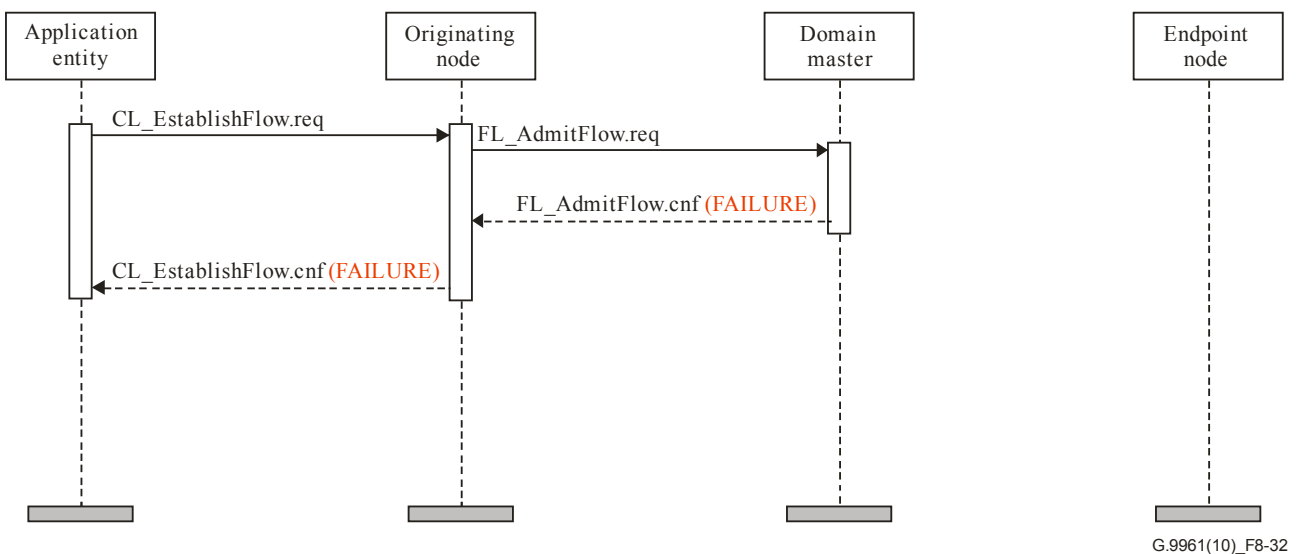 Application
entity
Originating
node
Domain
master
Endpoint
node
CL_EstablishFlow.req
FL_AdmitFlow.req
FL_AdmitFlow.cnf (FAILURE)
CL_EstablishFlow.cnf (FAILURE)
G.9961(10)_F8-32